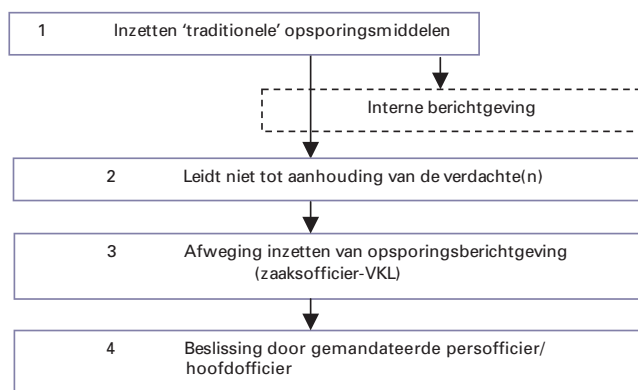 1 Inzetten ‘traditionele’ opsporingsmiddelen
Interne berichtgeving
2 Leidt niet tot aanhouding van de verdachte(n)
3 Afweging inzetten van opsporingsberichtgeving
(zaaksofficier-VKL)
4 Beslissing door gemandateerde persofficier/
hoofdofficier